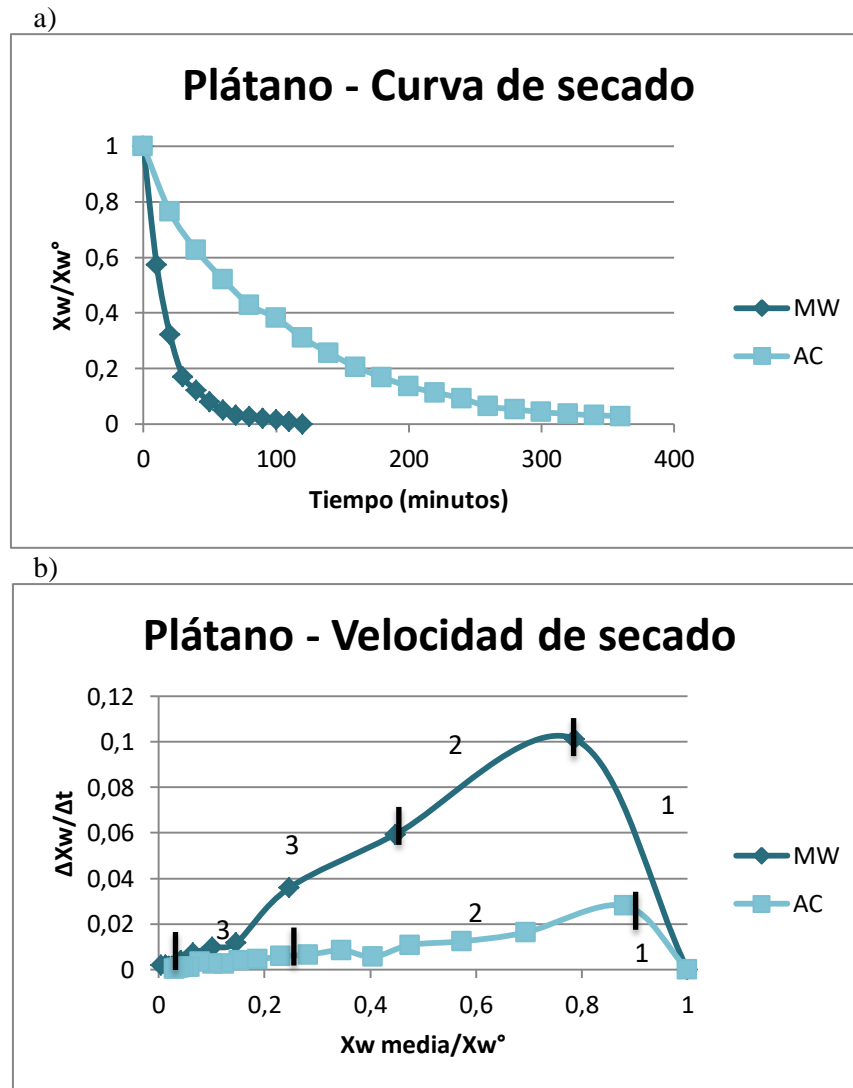 a)
Plátano - Curva de secado
1
0,8
0,6
0,4
0,2
0
Xw/Xw°
0 100 200 300 400
Tiempo (minutos)
MW
AC
b)
Plátano - Velocidad de secado
0,12
0,1
0,08
0,06
0,04
0,02
0
ΔXw/Δt
2
1
3
3
2
1
0 0,2 0,4 0,6 0,8 1
Xw media/Xw°
MW
AC